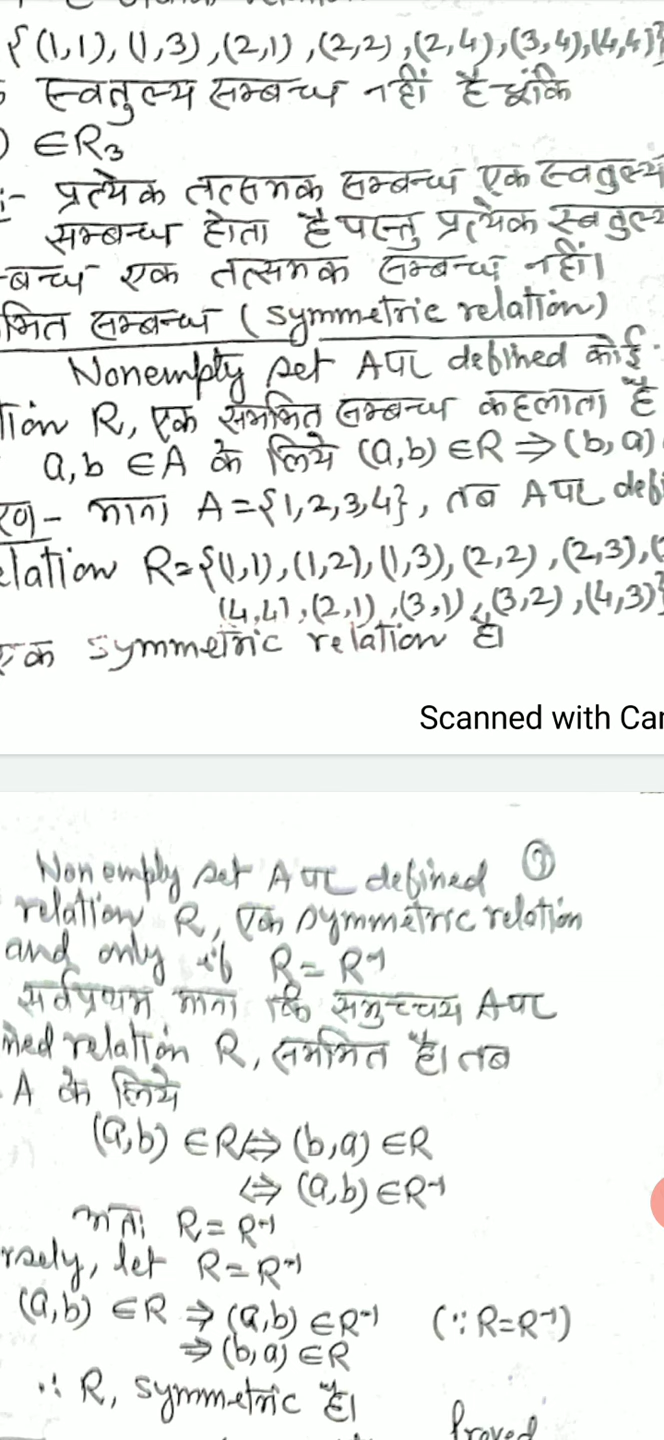 {(1,1), (1,3), (2,1), (2,2), (2,4), (3,4), (4,4)}
स्वतुल्य सम्बन्ध नहीं है चूंकि
) ∈R₃
:- प्रत्येक तत्समक सम्बन्ध एक स्वतुल्य
सम्बन्ध होता है परन्तु प्रत्येक स्वतुल्य
म्बन्ध एक तत्समक सम्बन्ध नहीं।
मित सम्बन्ध (symmetric relation)
Nonempty set A पर defined कोई
tion R, एक सममित सम्बन्ध कहलाता है
a,b ∈A के लिये (a,b) ∈R ⇒ (b,a)
रण- माना A={1,2,3,4}, तब A पर defi
elation R={(1,1),(1,2),(1,3),(2,2),(2,3),(
(4,4),(2,1),(3,1),(3,2),(4,3)}
एक symmetric relation है।
Scanned with Ca
Nonemply set A पर defined
relation R, एक symmetric relation
and only if R = R⁻¹
सर्वप्रथम माना कि समुच्चय A पर
ned relation R, सममित है। तब
A के लिये
(a,b) ∈R ⇔ (b,a) ∈R
⇔ (a,b) ∈R⁻¹
अतः R = R⁻¹
rsely, let R = R⁻¹
(a,b) ∈R ⇒ (a,b) ∈R⁻¹ (∵ R=R⁻¹)
⇒ (b,a) ∈R
∴ R, symmetric है।
Proved